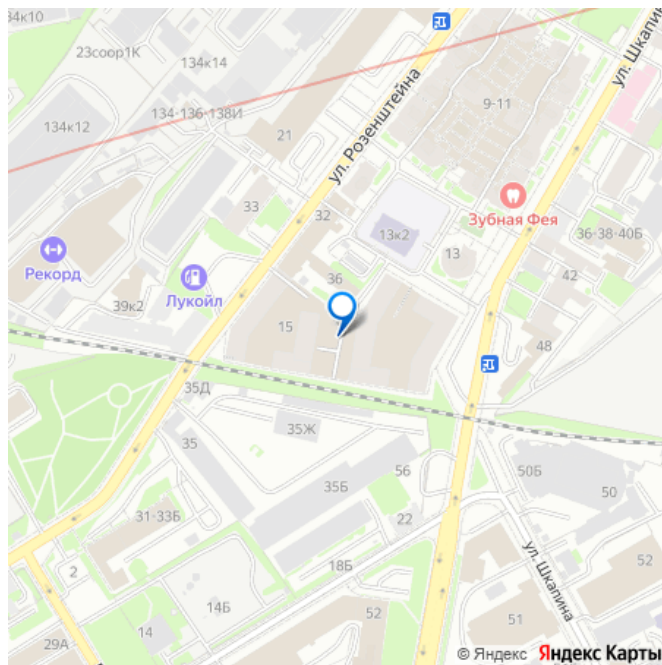 34к10
23соор1К
134к14
134к12
134-136-138И
21
ул. Розенштейна
9-11
ул. Шкапина
Зубная Фея
33
32
13к2
13
36-38-40Б
42
Рекорд
Лукойл
39к2
36
15
48
35Д
35
35Ж
35Б
56
50Б
50
31-33Б
22
18Б
2
14Б
14
52
ул. Шкапина
52
51
29А
© Яндекс Яндекс Карты